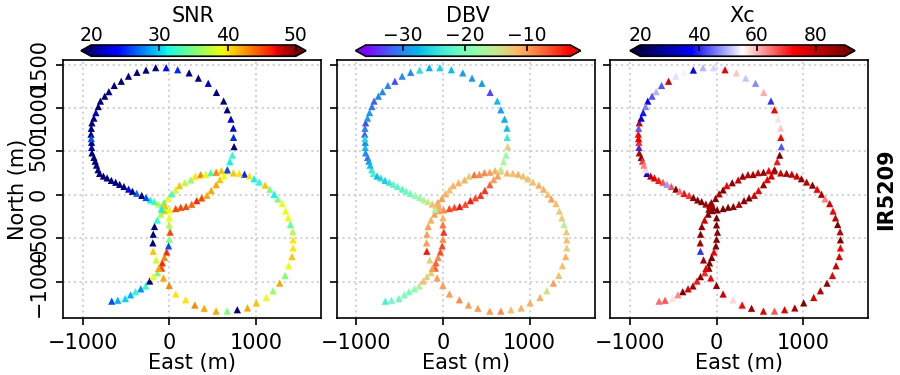 SNR DBV Xc
20 30 40 50 −30 −20 −10 20 40 60 80
1500
1000
500
0
−500
−1000
North (m)
−1000 0 1000 −1000 0 1000 −1000 0 1000
East (m) East (m) East (m)
IR5209